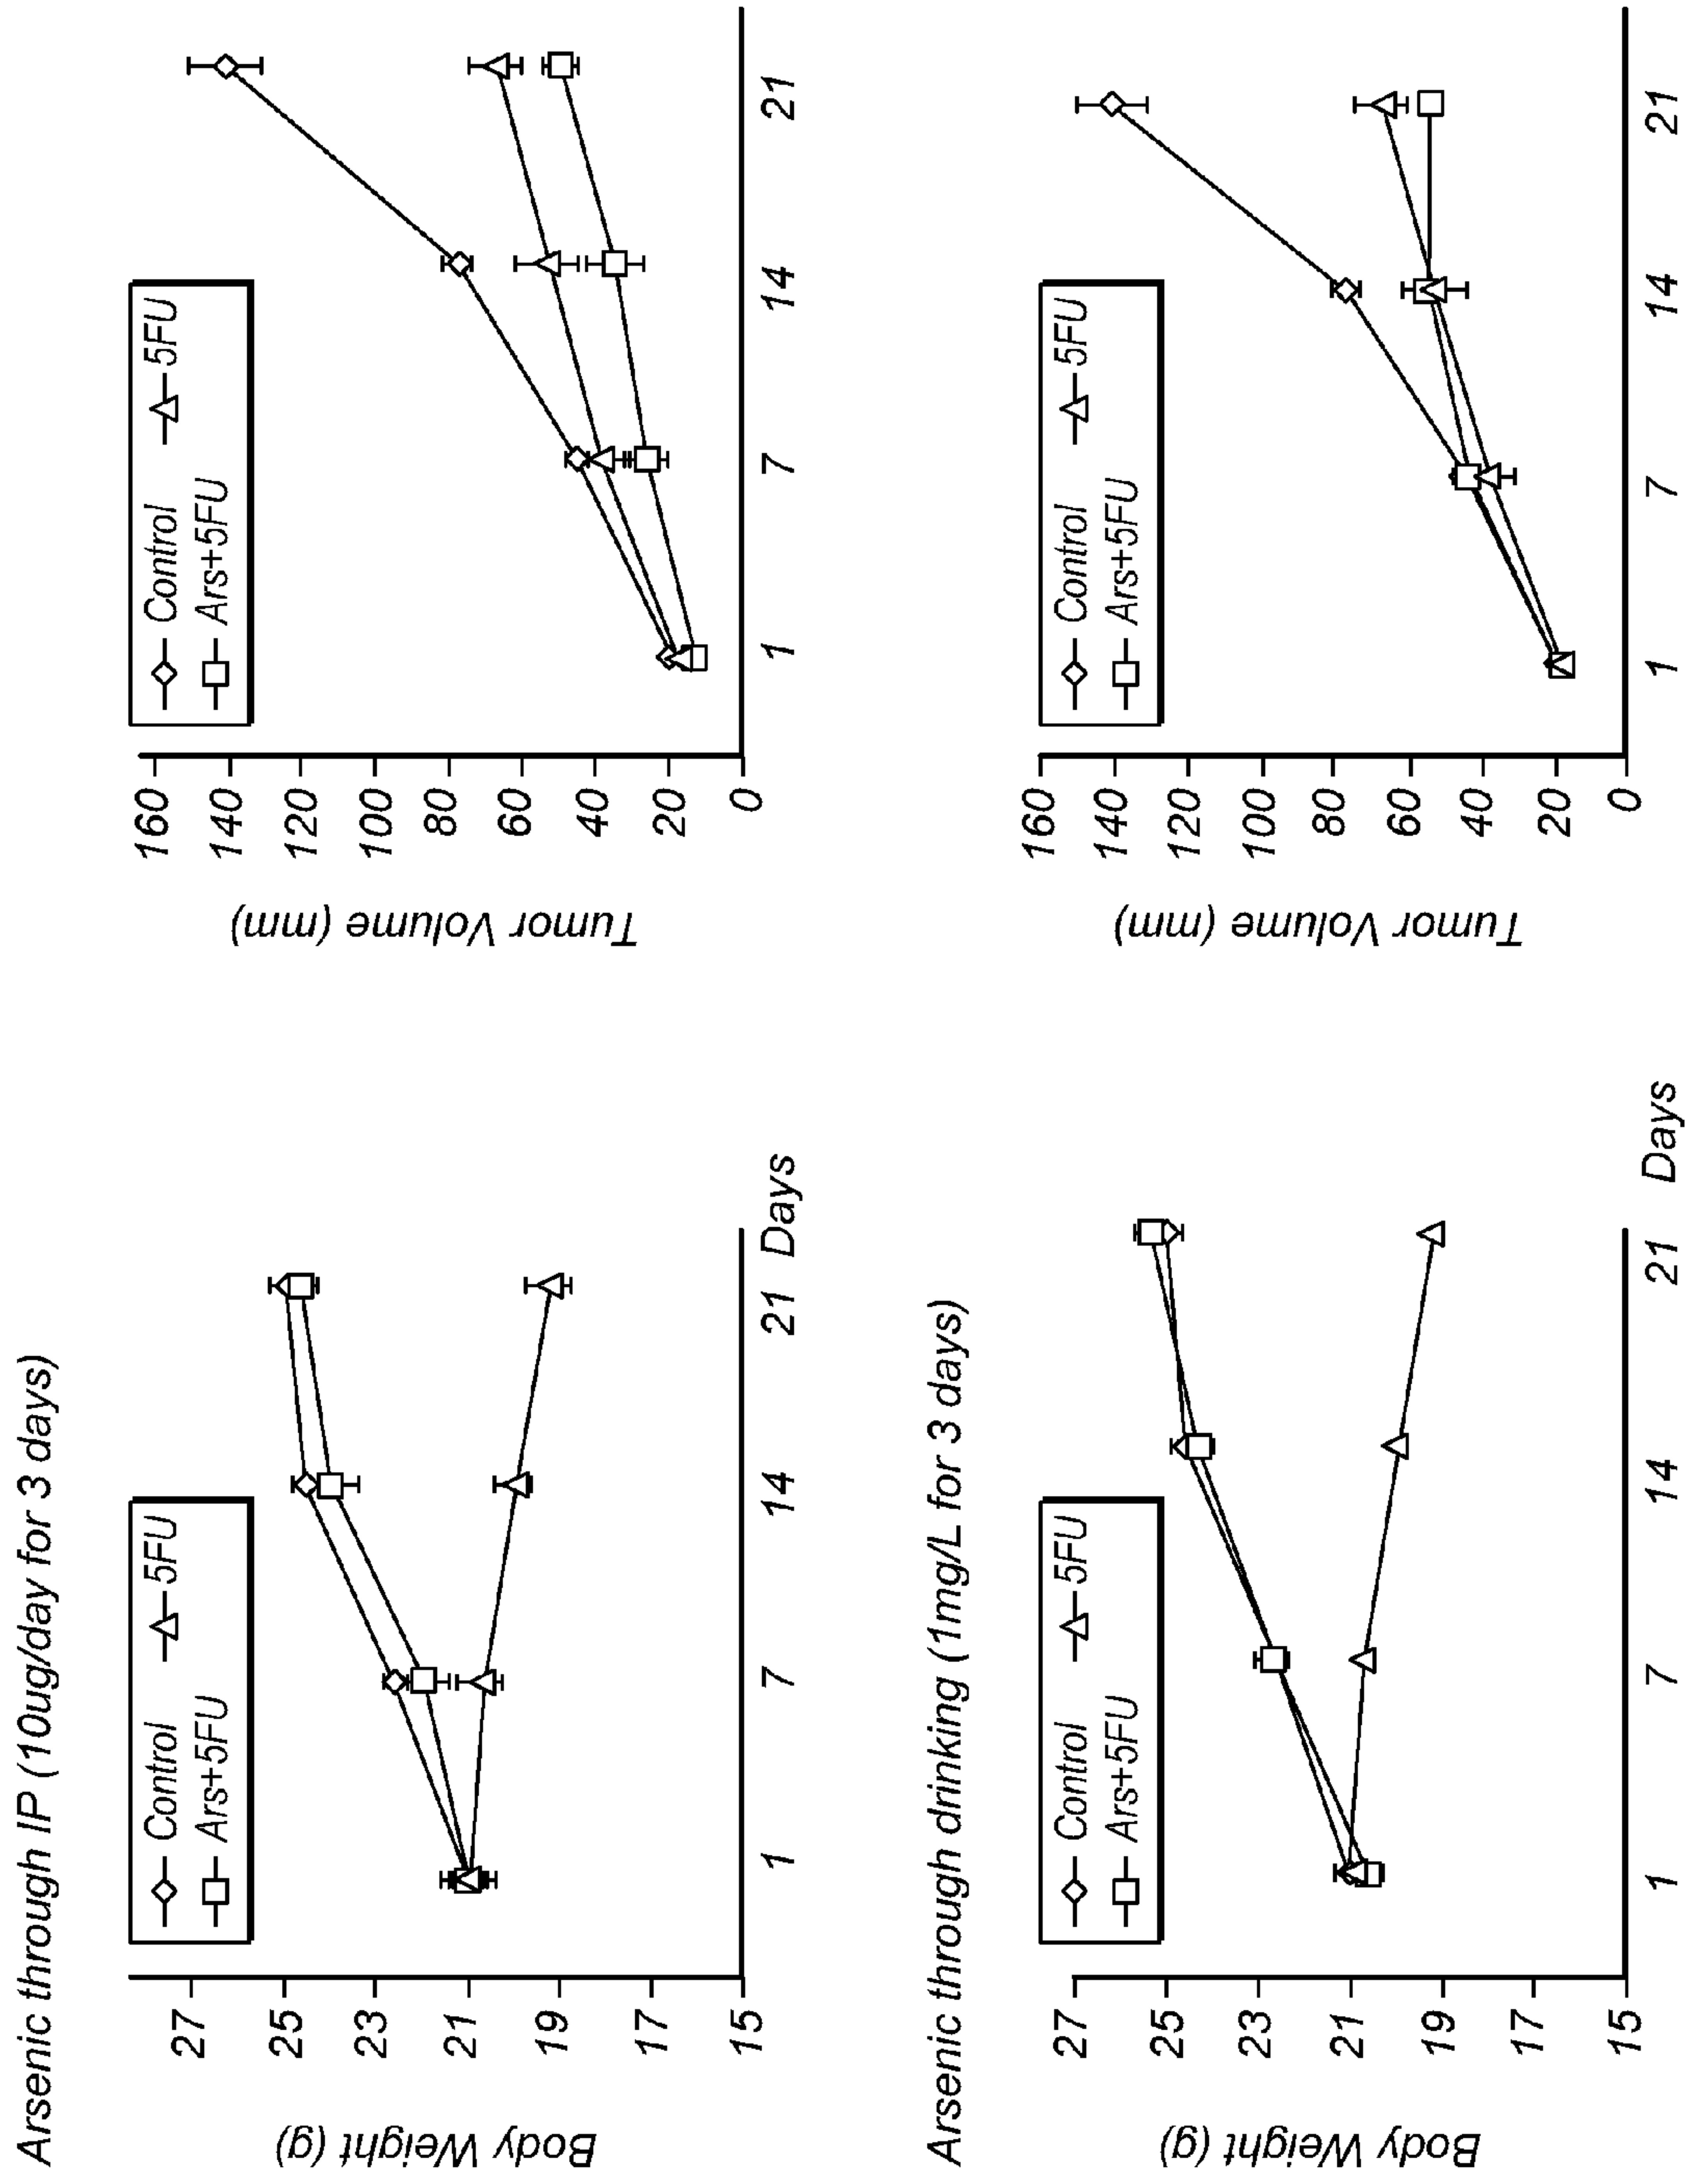 Arsenic through IP (10ug/day for 3 days)
Body Weight (g)
27
25
23
21
19
17
15
Control
5FU
Ars+5FU
1
7
14
21
Days
Tumor Volume (mm)
160
140
120
100
80
60
40
20
0
Control
5FU
Ars+5FU
1
7
14
21
Arsenic through drinking (1mg/L for 3 days)
Body Weight (g)
27
25
23
21
19
17
15
Control
5FU
Ars+5FU
1
7
14
21
Days
Tumor Volume (mm)
160
140
120
100
80
60
40
20
0
Control
5FU
Ars+5FU
1
7
14
21